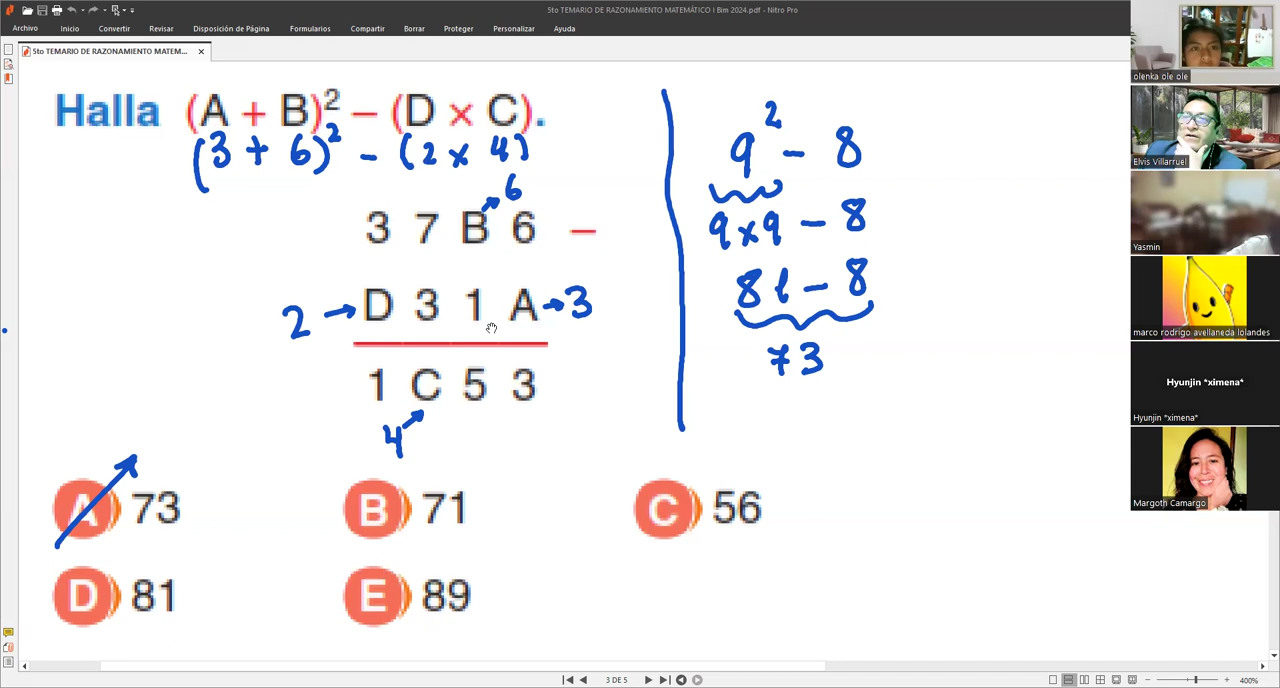 5to TEMARIO DE RAZONAMIENTO MATEMÁTICO I Bim 2024.pdf - Nitro Pro
Archivo Inicio Convertir Revisar Disposición de Página Formularios Compartir Borrar Proteger Personalizar Ayuda
5to TEMARIO DE RAZONAMIENTO MATEM...
Halla (A + B)² – (D × C).
(3 + 6)² - (2 x 4)
6
3 7 B 6 –
2 → D 3 1 A → 3
1 C 5 3
4
9² - 8
9x9 - 8
81 - 8
73
A) 73 B) 71 C) 56
D) 81 E) 89
olenka ole ole
Elvis Villarruel
Yasmin
marco rodrigo avellaneda lolandes
Hyunjin *ximena*
Hyunjin *ximena*
Margoth Camargo
3 DE 5
400%